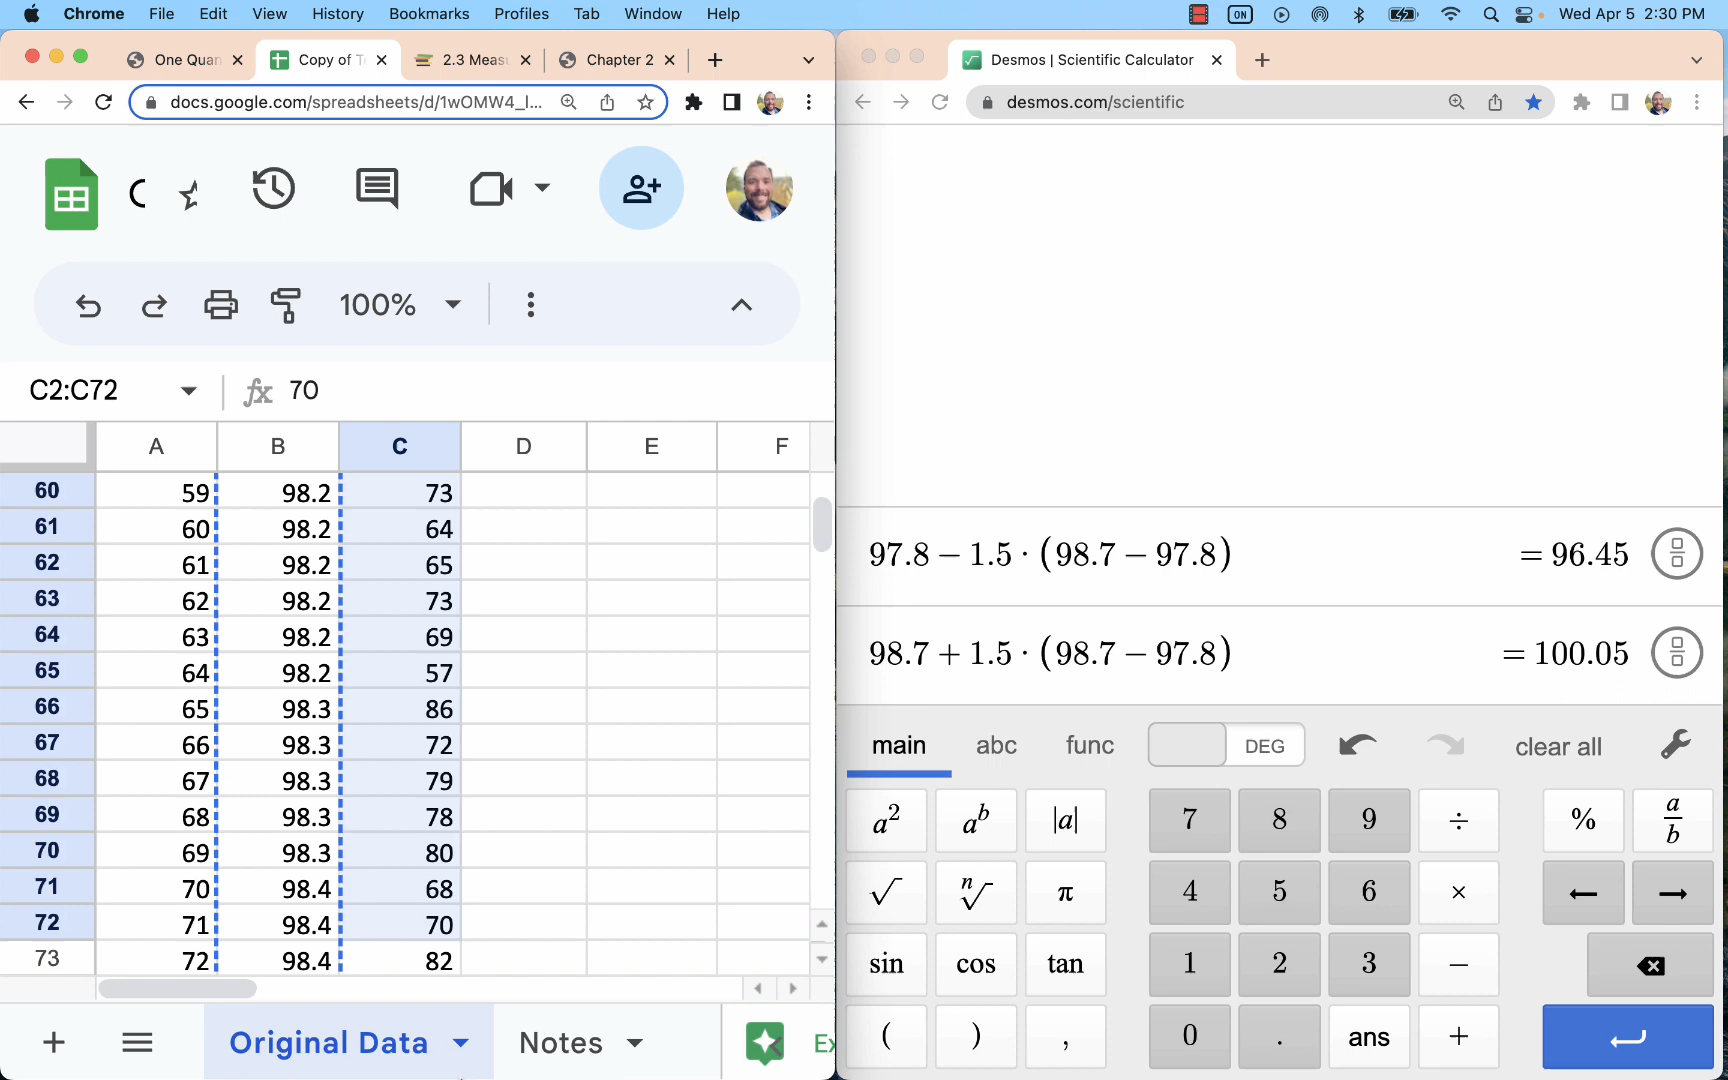 Chrome File Edit View History Bookmarks Profiles Tab Window Help ON Wed Apr 5 2:30 PM
One Quan Copy of T 2.3 Meas Chapter 2
docs.google.com/spreadsheets/d/1wOMW4_l...
C
100%
C2:C72 fx 70
A B C D E F
60 59 98.2 73
61 60 98.2 64
62 61 98.2 65
63 62 98.2 73
64 63 98.2 69
65 64 98.2 57
66 65 98.3 86
67 66 98.3 72
68 67 98.3 79
69 68 98.3 78
70 69 98.3 80
71 70 98.4 68
72 71 98.4 70
73 72 98.4 82
Original Data Notes Ex
Desmos | Scientific Calculator
desmos.com/scientific
97.8 − 1.5 · (98.7 − 97.8) = 96.45
98.7 + 1.5 · (98.7 − 97.8) = 100.05
main abc func DEG clear all
a² aᵇ |a| 7 8 9 ÷ % a/b
√ ⁿ√ π 4 5 6 × ← →
sin cos tan 1 2 3 −
( ) , 0 . ans +